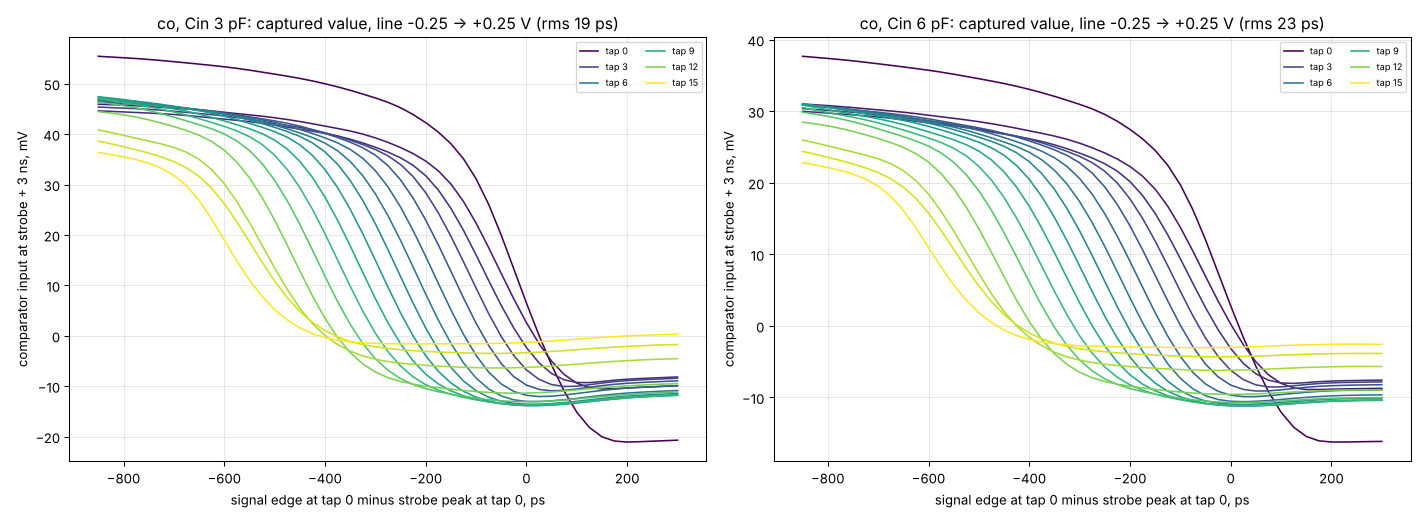 co, Cin 3 pF: captured value, line -0.25 → +0.25 V (rms 19 ps)
comparator input at strobe + 3 ns, mV
50
40
30
20
10
0
−10
−20
tap 0
tap 3
tap 6
tap 9
tap 12
tap 15
−800
−600
−400
−200
0
200
signal edge at tap 0 minus strobe peak at tap 0, ps
co, Cin 6 pF: captured value, line -0.25 → +0.25 V (rms 23 ps)
comparator input at strobe + 3 ns, mV
40
30
20
10
0
−10
tap 0
tap 3
tap 6
tap 9
tap 12
tap 15
−800
−600
−400
−200
0
200
signal edge at tap 0 minus strobe peak at tap 0, ps